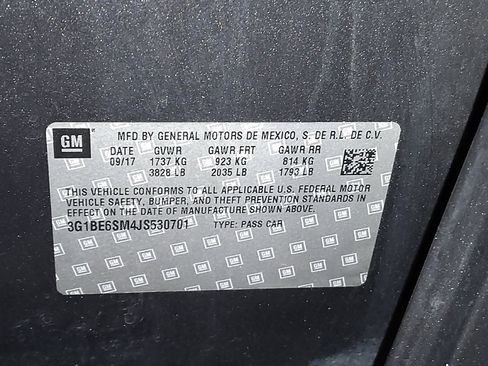 GM
MFD BY GENERAL MOTORS DE MEXICO, S. DE R.L. DE C.V.
DATE GVWR GAWR FRT GAWR RR
09/17 1737 KG 923 KG 814 KG
3828 LB 2035 LB 1793 LB
THIS VEHICLE CONFORMS TO ALL APPLICABLE U.S. FEDERAL MOTOR
VEHICLE SAFETY, BUMPER, AND THEFT PREVENTION STANDARDS
IN EFFECT ON THE DATE OF MANUFACTURE SHOWN ABOVE.
3G1BE6SM4JS530701 TYPE: PASS CAR